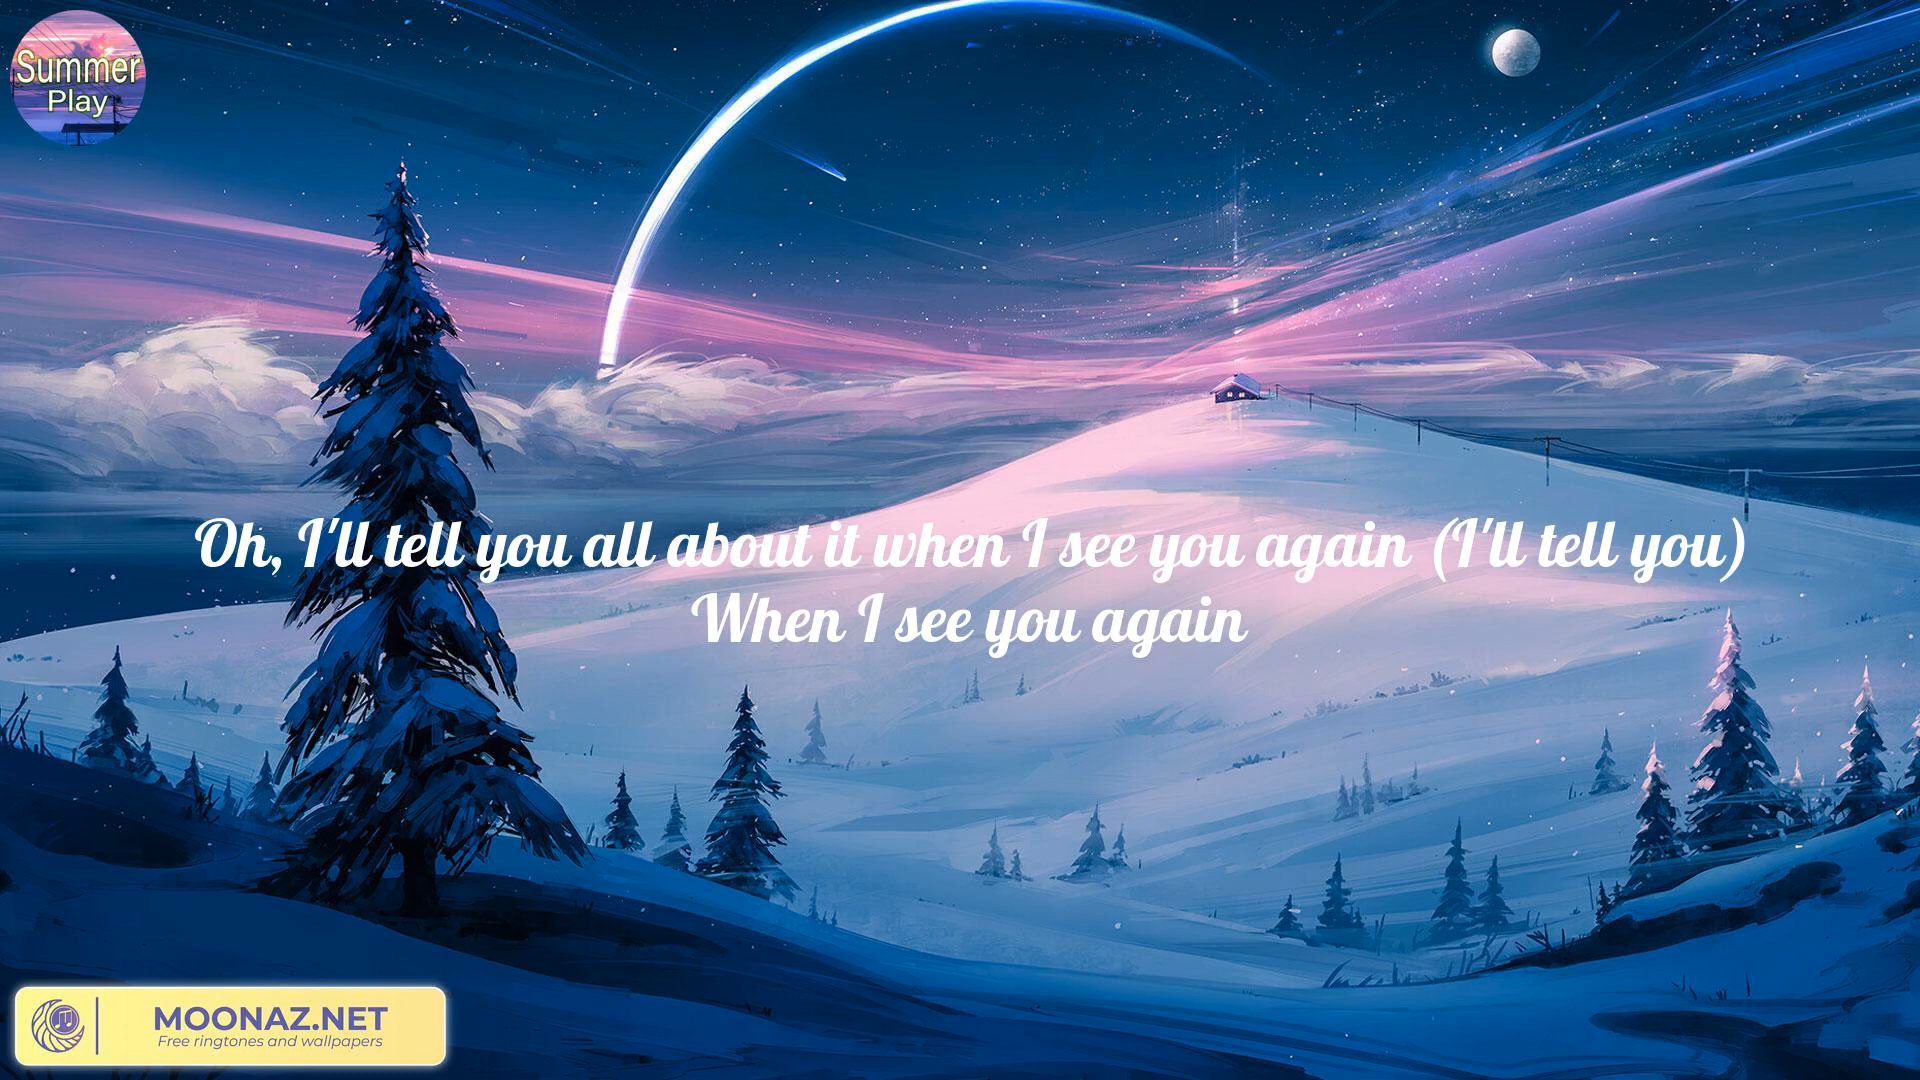 Summer
Play
Oh, I'll tell you all about it when I see you again (I'll tell you)
When I see you again
MOONAZ.NET
Free ringtones and wallpapers